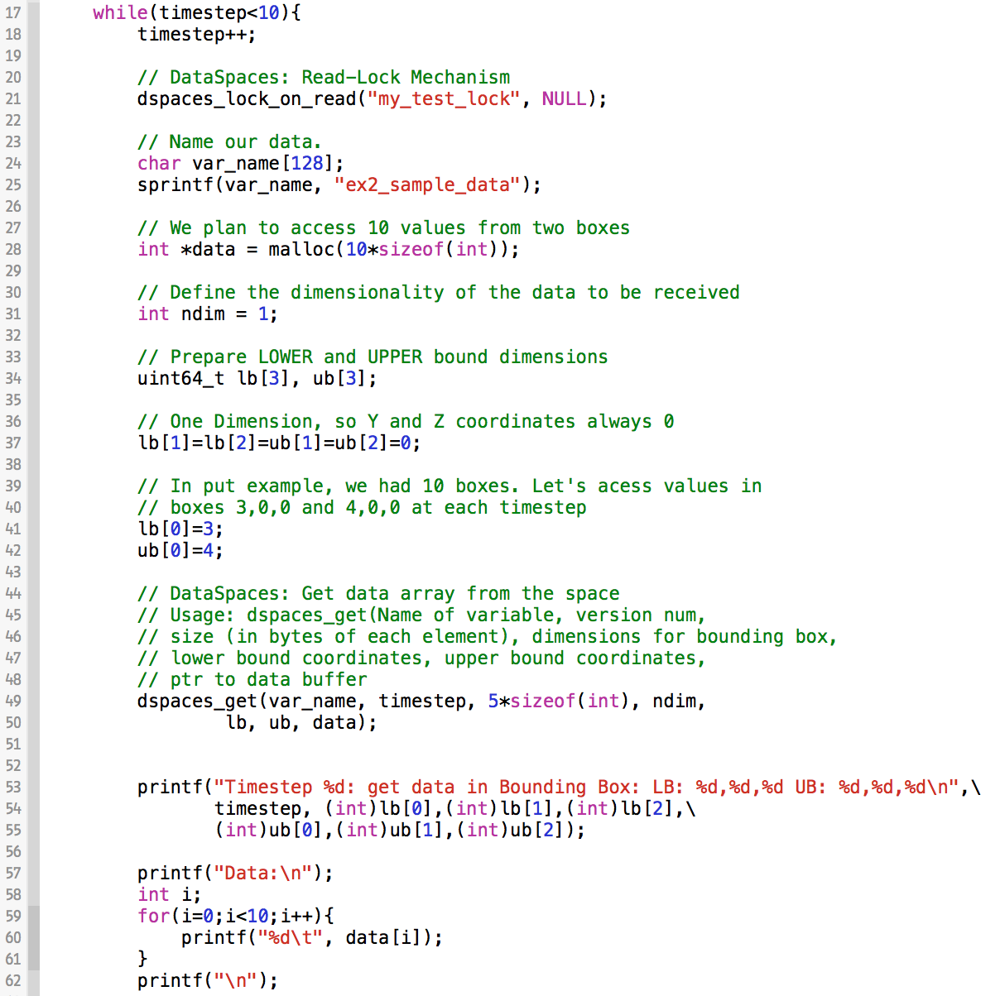 17 while(timestep<10){
18 timestep++;
19
20 // DataSpaces: Read-Lock Mechanism
21 dspaces_lock_on_read("my_test_lock", NULL);
22
23 // Name our data.
24 char var_name[128];
25 sprintf(var_name, "ex2_sample_data");
26
27 // We plan to access 10 values from two boxes
28 int *data = malloc(10*sizeof(int));
29
30 // Define the dimensionality of the data to be received
31 int ndim = 1;
32
33 // Prepare LOWER and UPPER bound dimensions
34 uint64_t lb[3], ub[3];
35
36 // One Dimension, so Y and Z coordinates always 0
37 lb[1]=lb[2]=ub[1]=ub[2]=0;
38
39 // In put example, we had 10 boxes. Let's acess values in
40 // boxes 3,0,0 and 4,0,0 at each timestep
41 lb[0]=3;
42 ub[0]=4;
43
44 // DataSpaces: Get data array from the space
45 // Usage: dspaces_get(Name of variable, version num,
46 // size (in bytes of each element), dimensions for bounding box,
47 // lower bound coordinates, upper bound coordinates,
48 // ptr to data buffer
49 dspaces_get(var_name, timestep, 5*sizeof(int), ndim,
50 lb, ub, data);
51
52
53 printf("Timestep %d: get data in Bounding Box: LB: %d,%d,%d UB: %d,%d,%d\n",\
54 timestep, (int)lb[0],(int)lb[1],(int)lb[2],\
55 (int)ub[0],(int)ub[1],(int)ub[2]);
56
57 printf("Data:\n");
58 int i;
59 for(i=0;i<10;i++){
60 printf("%d\t", data[i]);
61 }
62 printf("\n");